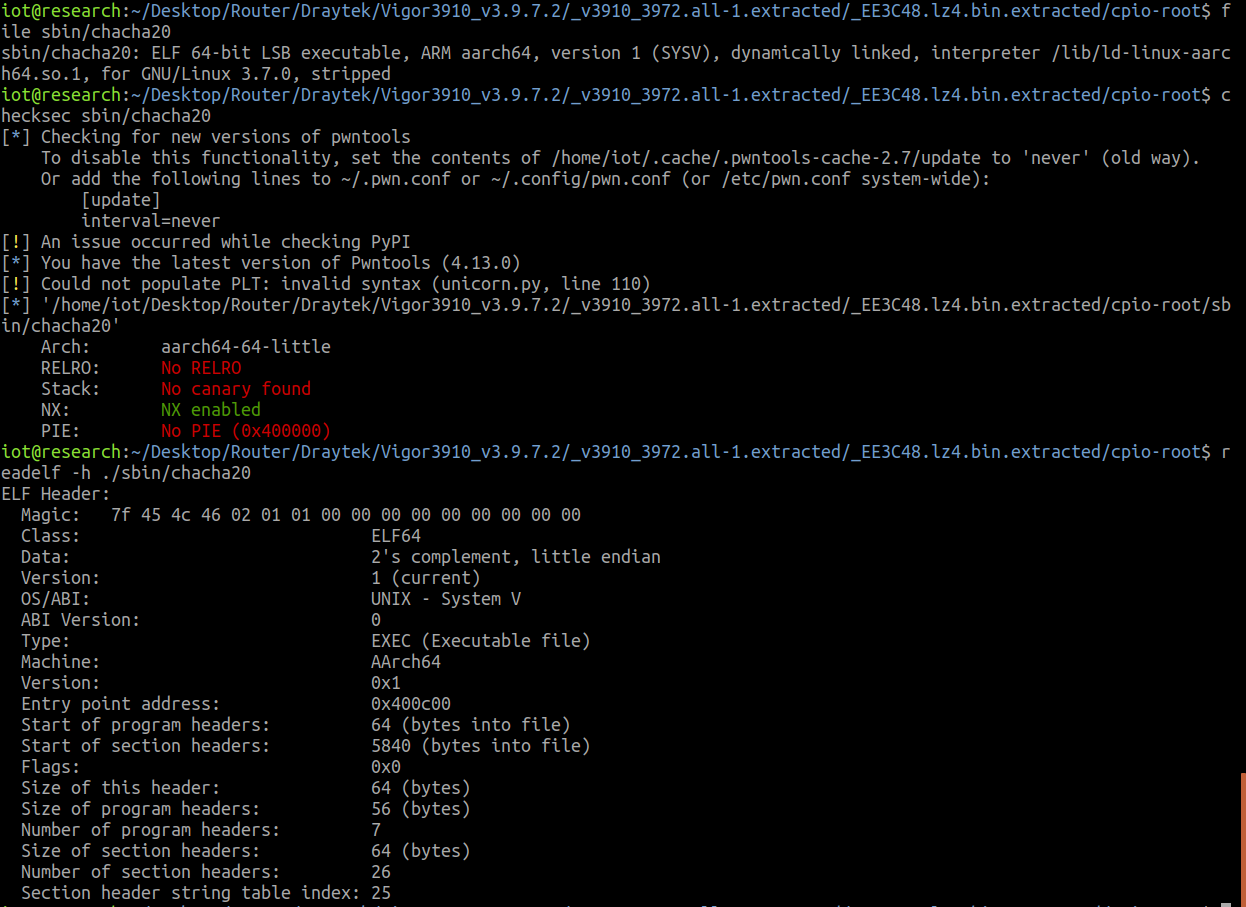 iot@research:~/Desktop/Router/Draytek/Vigor3910_v3.9.7.2/_v3910_3972.all-1.extracted/_EE3C48.lz4.bin.extracted/cpio-root$ f
ile sbin/chacha20
sbin/chacha20: ELF 64-bit LSB executable, ARM aarch64, version 1 (SYSV), dynamically linked, interpreter /lib/ld-linux-aarc
h64.so.1, for GNU/Linux 3.7.0, stripped
iot@research:~/Desktop/Router/Draytek/Vigor3910_v3.9.7.2/_v3910_3972.all-1.extracted/_EE3C48.lz4.bin.extracted/cpio-root$ c
hecksec sbin/chacha20
[*] Checking for new versions of pwntools
    To disable this functionality, set the contents of /home/iot/.cache/.pwntools-cache-2.7/update to 'never' (old way).
    Or add the following lines to ~/.pwn.conf or ~/.config/pwn.conf (or /etc/pwn.conf system-wide):
        [update]
        interval=never
[!] An issue occurred while checking PyPI
[*] You have the latest version of Pwntools (4.13.0)
[!] Could not populate PLT: invalid syntax (unicorn.py, line 110)
[*] '/home/iot/Desktop/Router/Draytek/Vigor3910_v3.9.7.2/_v3910_3972.all-1.extracted/_EE3C48.lz4.bin.extracted/cpio-root/sb
in/chacha20'
    Arch:     aarch64-64-little
    RELRO:    No RELRO
    Stack:    No canary found
    NX:       NX enabled
    PIE:      No PIE (0x400000)
iot@research:~/Desktop/Router/Draytek/Vigor3910_v3.9.7.2/_v3910_3972.all-1.extracted/_EE3C48.lz4.bin.extracted/cpio-root$ r
eadelf -h ./sbin/chacha20
ELF Header:
  Magic:   7f 45 4c 46 02 01 01 00 00 00 00 00 00 00 00 00
  Class:                             ELF64
  Data:                              2's complement, little endian
  Version:                           1 (current)
  OS/ABI:                            UNIX - System V
  ABI Version:                       0
  Type:                              EXEC (Executable file)
  Machine:                           AArch64
  Version:                           0x1
  Entry point address:               0x400c00
  Start of program headers:          64 (bytes into file)
  Start of section headers:          5840 (bytes into file)
  Flags:                             0x0
  Size of this header:               64 (bytes)
  Size of program headers:           56 (bytes)
  Number of program headers:         7
  Size of section headers:           64 (bytes)
  Number of section headers:         26
  Section header string table index: 25